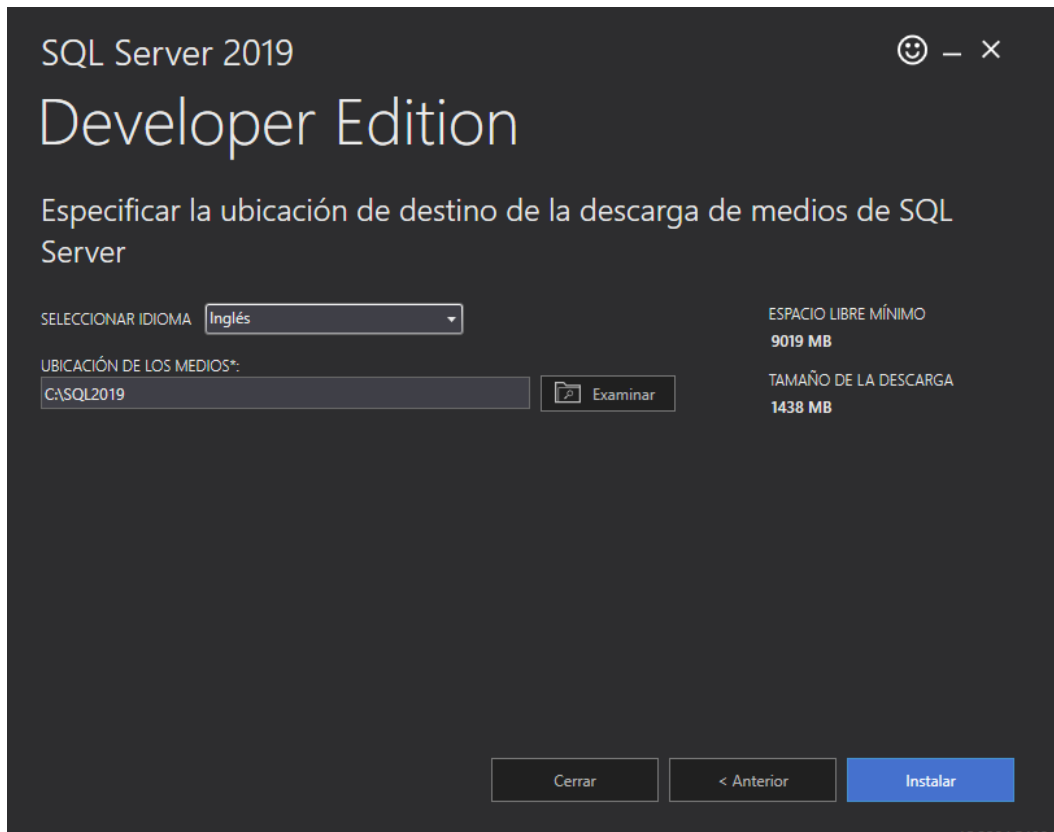 SQL Server 2019
Developer Edition
Especificar la ubicación de destino de la descarga de medios de SQL
Server
SELECCIONAR IDIOMA Inglés
UBICACIÓN DE LOS MEDIOS*:
C:\SQL2019
Examinar
ESPACIO LIBRE MÍNIMO
9019 MB
TAMAÑO DE LA DESCARGA
1438 MB
Cerrar
< Anterior
Instalar